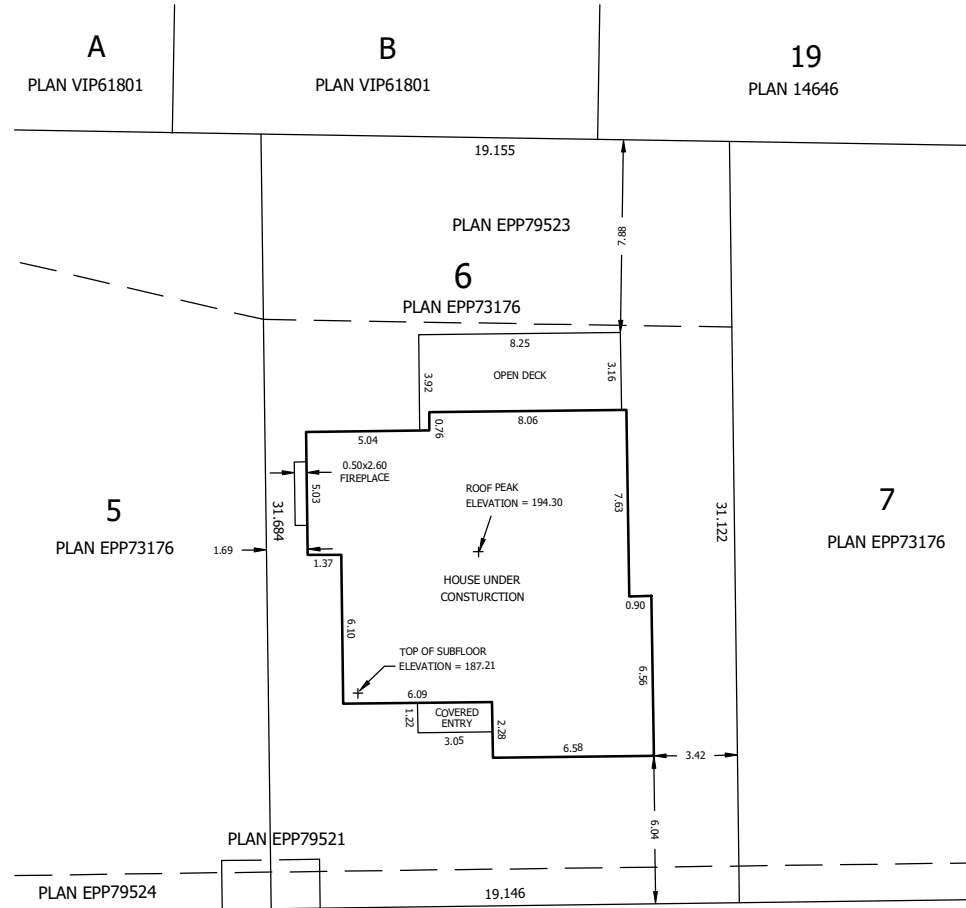 A
PLAN VIP61801
B
PLAN VIP61801
19
PLAN 14646
19.155
PLAN EPP79523
7.88
6
PLAN EPP73176
8.25
OPEN DECK
3.92
3.16
0.76
8.06
5.04
0.50x2.60
FIREPLACE
5.03
ROOF PEAK
ELEVATION = 194.30
7.63
5
PLAN EPP73176
31.684
31.122
7
PLAN EPP73176
1.69
1.37
HOUSE UNDER
CONSTURCTION
0.90
6.10
TOP OF SUBFLOOR
ELEVATION = 187.21
6.56
6.09
1.22
COVERED
ENTRY
2.28
3.05
6.58
3.42
6.04
PLAN EPP79521
PLAN EPP79524
19.146